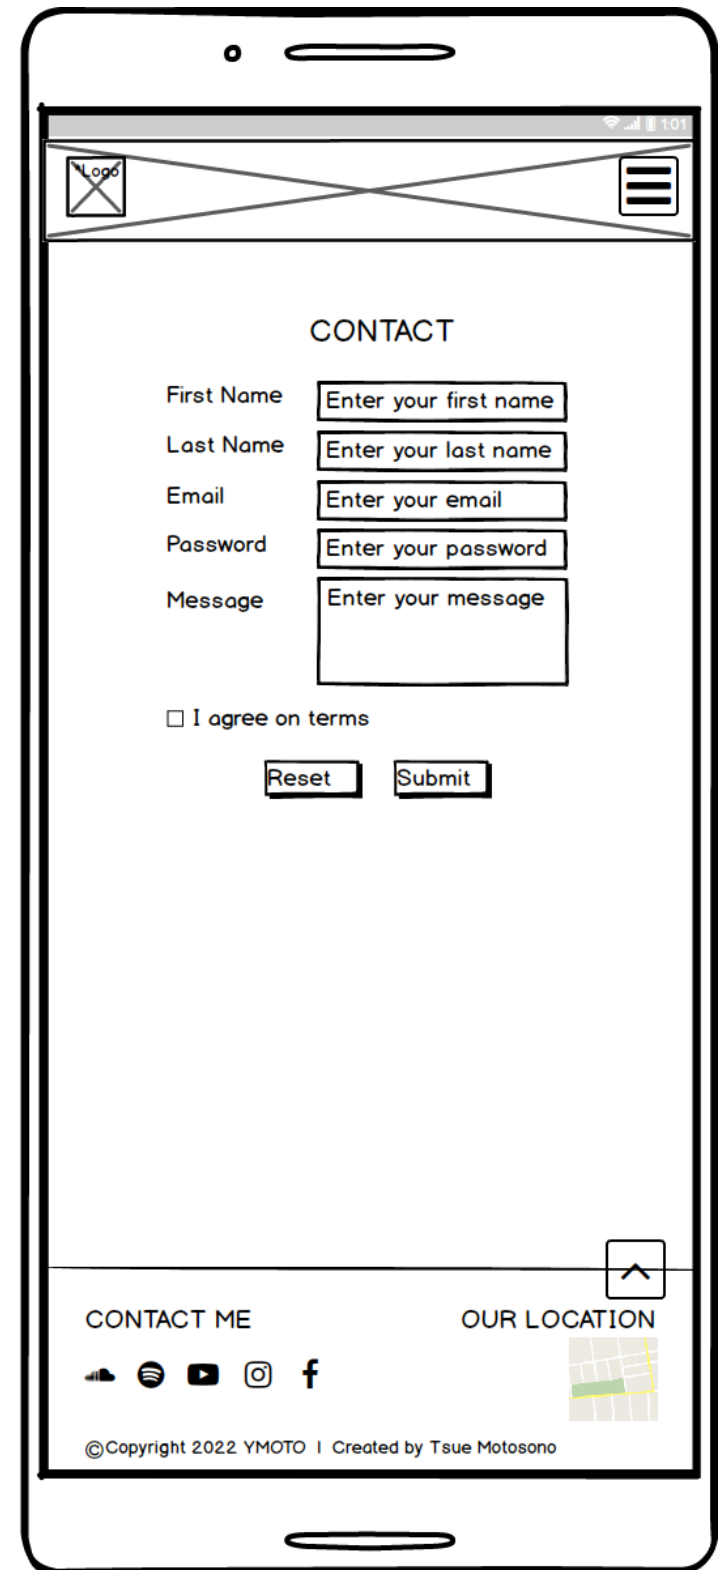 1:01
*Logo
CONTACT
First Name
Enter your first name
Last Name
Enter your last name
Email
Enter your email
Password
Enter your password
Message
Enter your message
I agree on terms
Reset
Submit
CONTACT ME
OUR LOCATION
©Copyright 2022 YMOTO I Created by Tsue Motosono